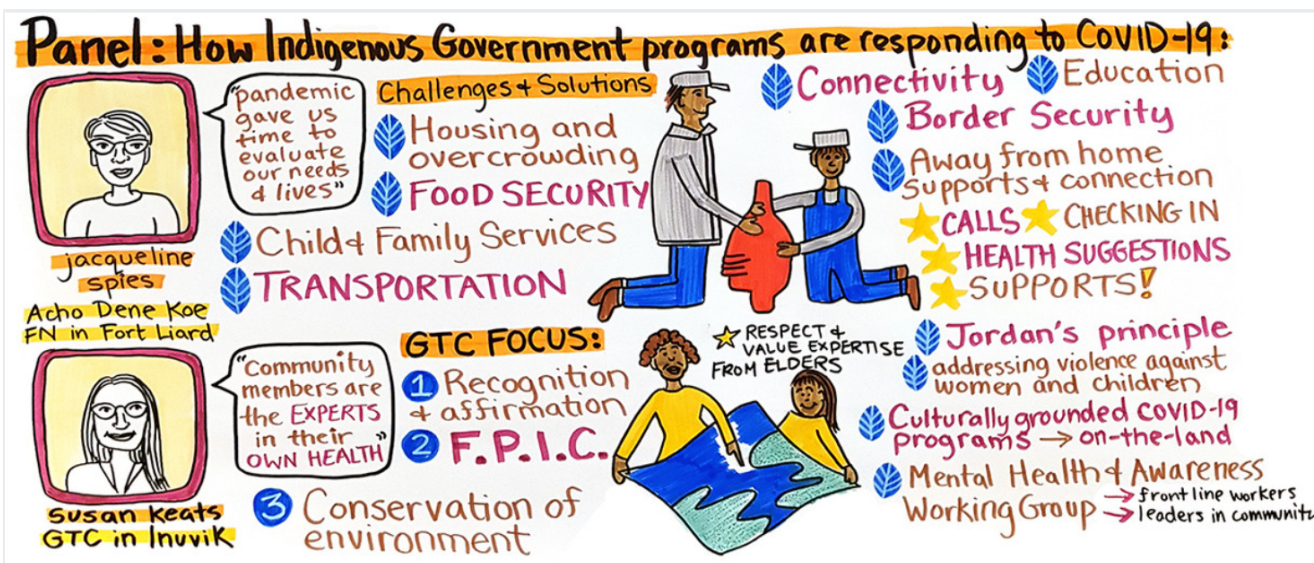 Panel: How Indigenous Government programs are responding to COVID-19:
"pandemic
gave us
time to
evaluate
our needs
& lives"
jacqueline
spies
Acho Dene Koe
FN in Fort Liard
Challenges & Solutions
Housing and
overcrowding
FOOD SECURITY
Child & Family Services
TRANSPORTATION
Connectivity
Education
Border Security
Away from home
supports & connection
CALLS
CHECKING IN
HEALTH SUGGESTIONS
SUPPORTS!
"Community
members are
the EXPERTS
in their
OWN HEALTH"
Susan Keats
GTC in Inuvik
GTC FOCUS:
1 Recognition
& affirmation
2 F.P.I.C.
3 Conservation of
environment
RESPECT &
VALUE EXPERTISE
FROM ELDERS
Jordan's principle
addressing violence against
women and children
Culturally grounded COVID-19
programs → on-the-land
Mental Health & Awareness
Working Group → front line workers
→ leaders in communit